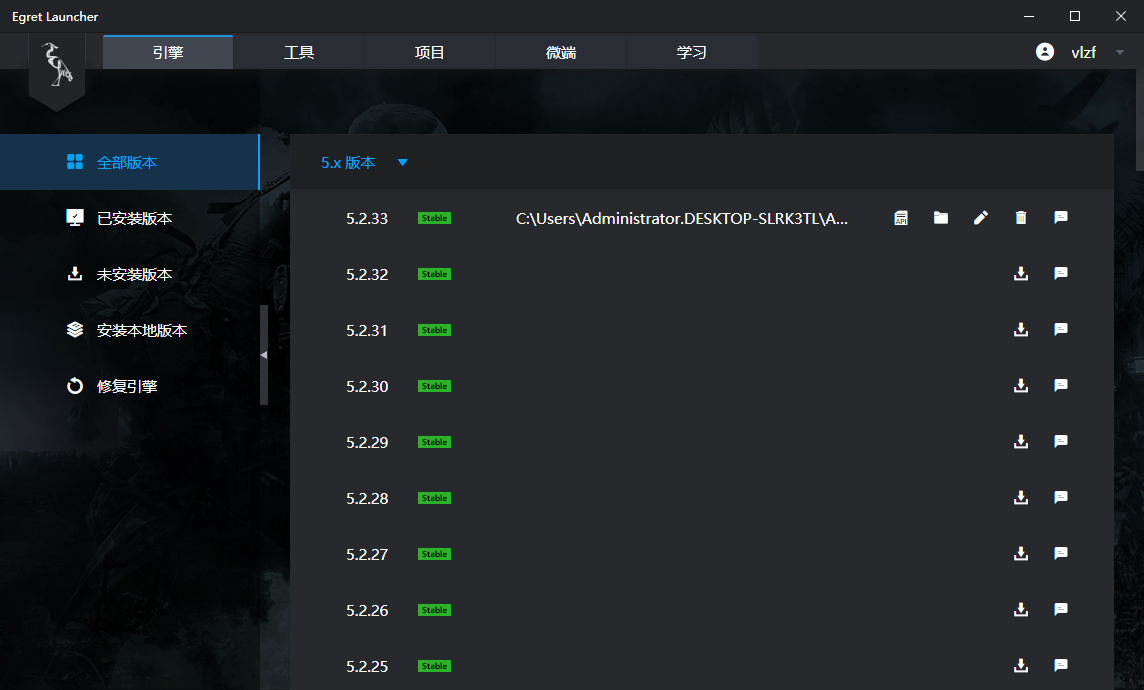 Egret Launcher
引擎
工具
项目
微端
学习
vlzf
全部版本
已安装版本
未安装版本
安装本地版本
修复引擎
5.x 版本
5.2.33 Stable C:\Users\Administrator.DESKTOP-SLRK3TL\A... API
5.2.32 Stable
5.2.31 Stable
5.2.30 Stable
5.2.29 Stable
5.2.28 Stable
5.2.27 Stable
5.2.26 Stable
5.2.25 Stable